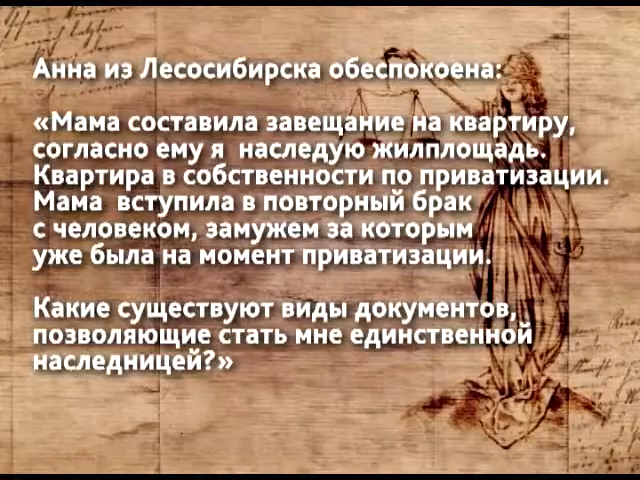 Анна из Лесосибирска обеспокоена:
«Мама составила завещание на квартиру,
согласно ему я наследую жилплощадь.
Квартира в собственности по приватизации.
Мама вступила в повторный брак
с человеком, замужем за которым
уже была на момент приватизации.
Какие существуют виды документов,
позволяющие стать мне единственной
наследницей?»